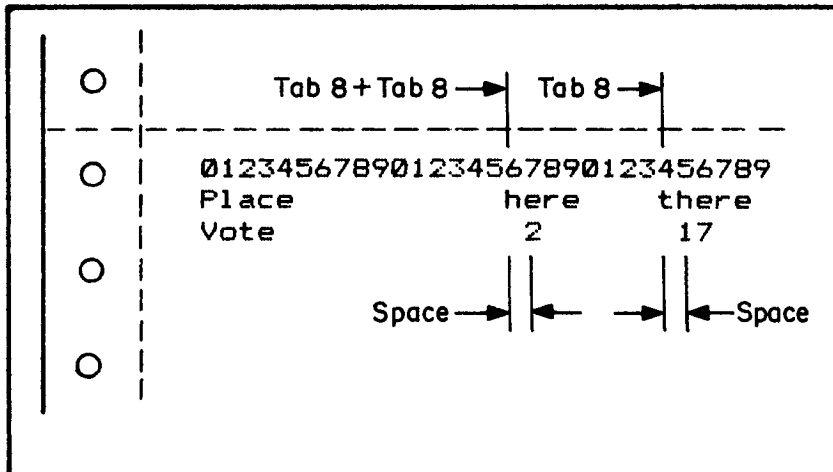 Tab 8+Tab 8 Tab 8
012345678901234567890123456789
Place here there
Vote 2 17
Space Space